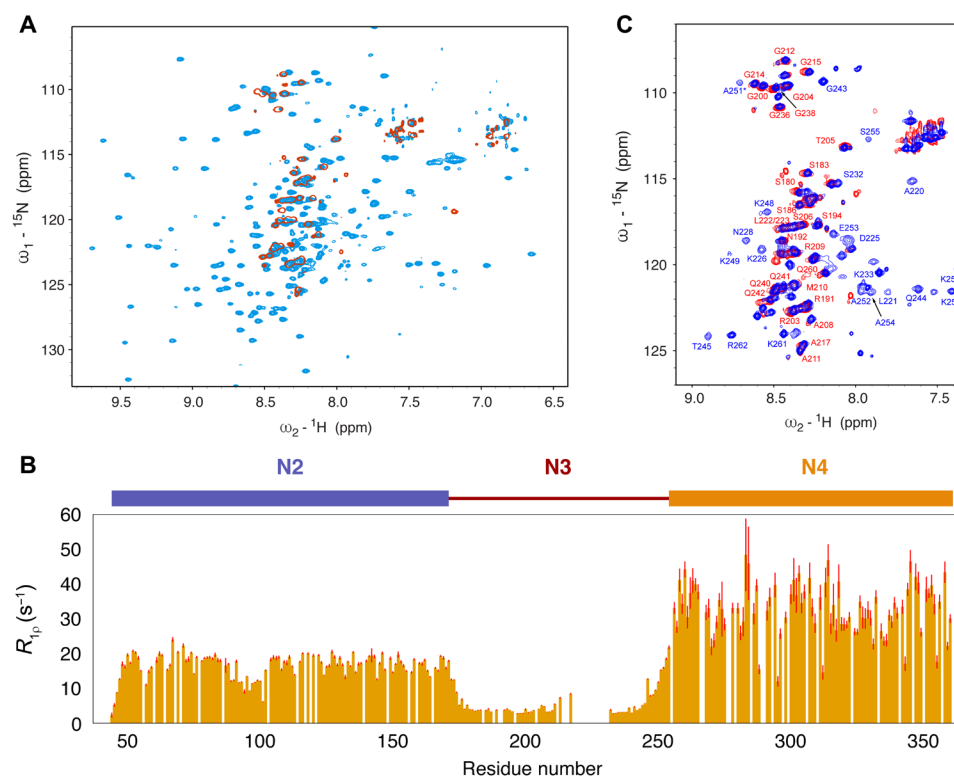 A
C
ω1 - 15N (ppm)
110
115
120
125
130
9.5
9.0
8.5
8.0
7.5
7.0
6.5
ω2 - 1H (ppm)
ω1 - 15N (ppm)
110
115
120
125
G212
G215
G214
A251*
G200
G204
G243
G238
G236
S255
T205
S183
S180
S232
A220
K248
S186
S206
S194
L222/223
E253
N228
N192
D225
K226
R209
K249
Q260
K233
Q241
Q240
M210
Q242
A252
L221
Q244
K25
K25
R191
A254
R203
A208
K261
T245
R262
A217
A211
9.0
8.5
8.0
7.5
ω2 - 1H (ppm)
B
N2
N3
N4
R1ρ (s−1)
60
50
40
30
20
10
0
50
100
150
200
250
300
350
Residue number